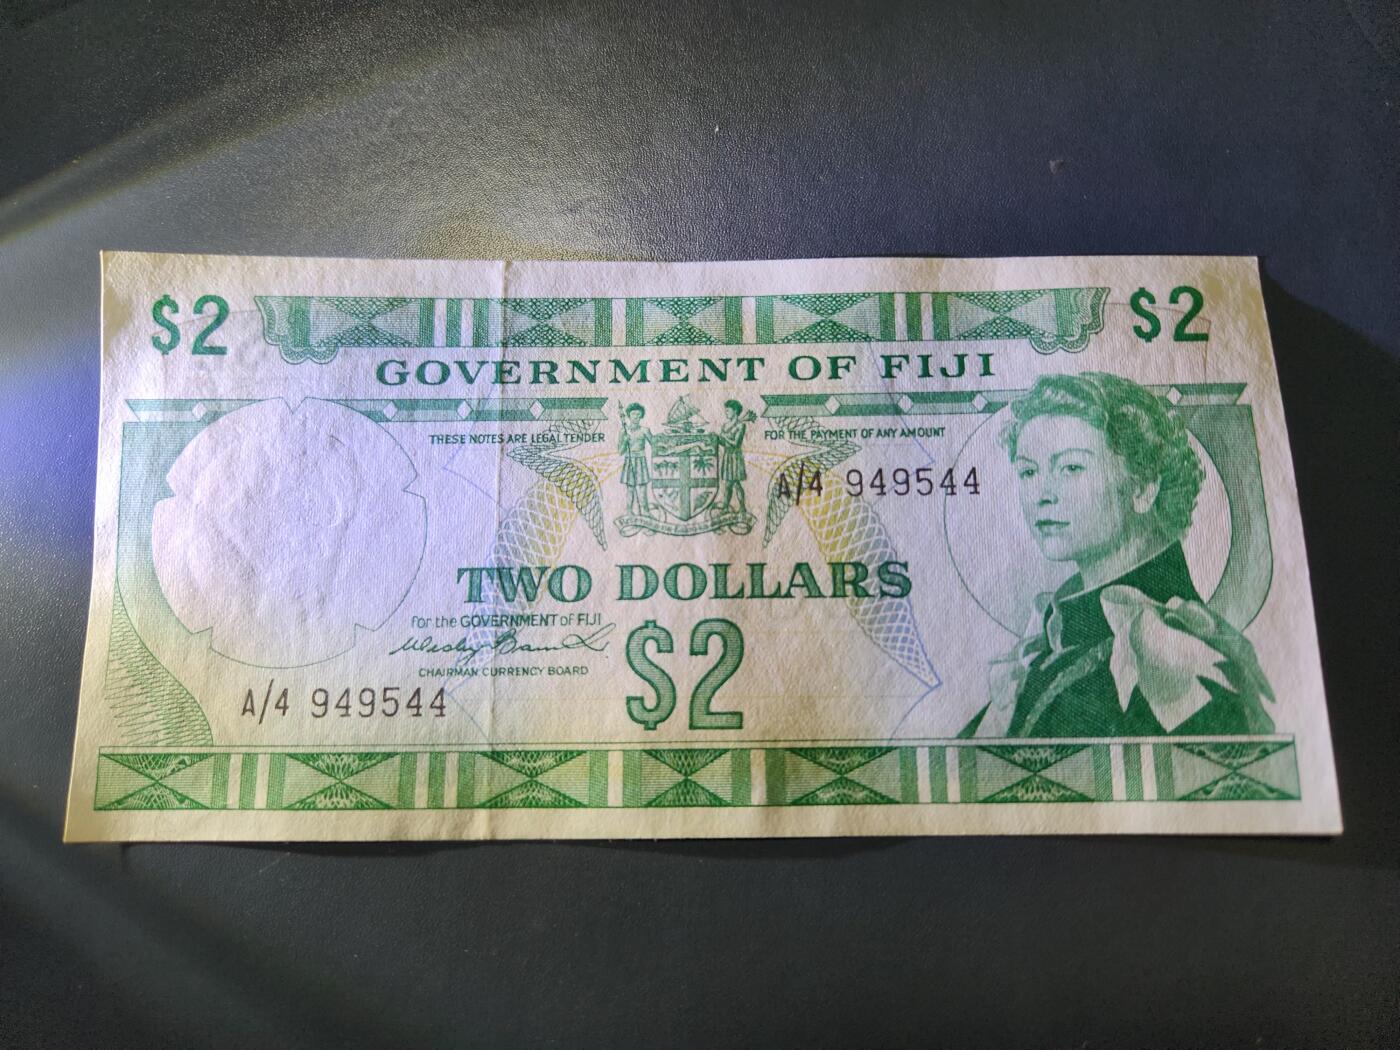 $2
$2
GOVERNMENT OF FIJI
THESE NOTES ARE LEGAL TENDER
FOR THE PAYMENT OF ANY AMOUNT
A/4 949544
TWO DOLLARS
for the GOVERNMENT of FIJI
CHAIRMAN CURRENCY BOARD
$2
A/4 949544